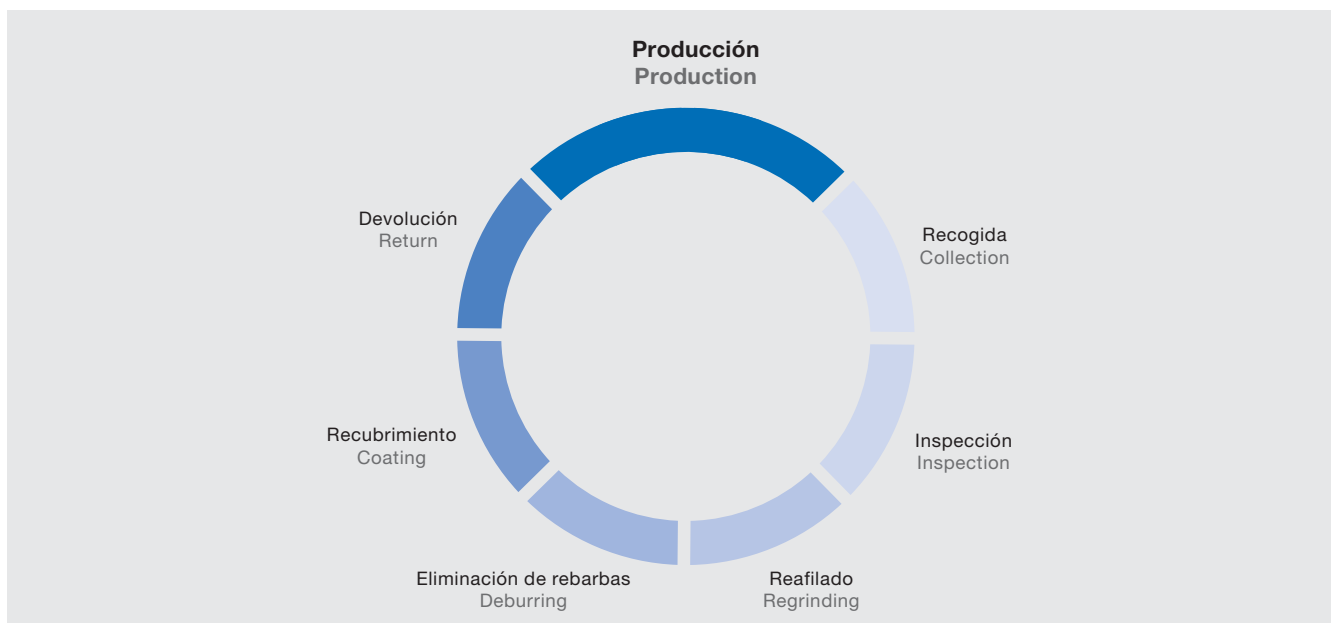 Producción
Production
Devolución
Return
Recogida
Collection
Recubrimiento
Coating
Inspección
Inspection
Eliminación de rebarbas
Deburring
Reafilado
Regrinding